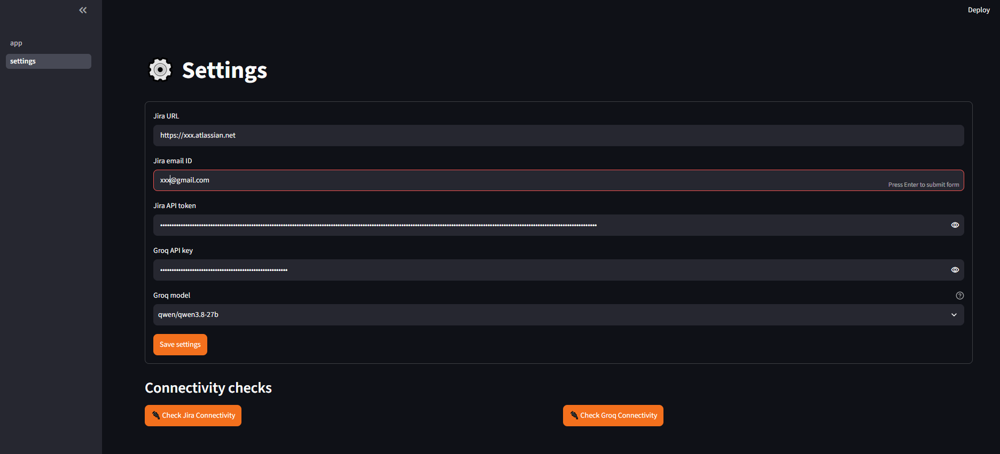 Deploy
app
settings
Settings
Jira URL
https://xxx.atlassian.net
Jira email ID
xxx@gmail.com
Press Enter to submit form
Jira API token
Groq API key
Groq model
qwen/qwen3.8-27b
Save settings
Connectivity checks
Check Jira Connectivity
Check Groq Connectivity